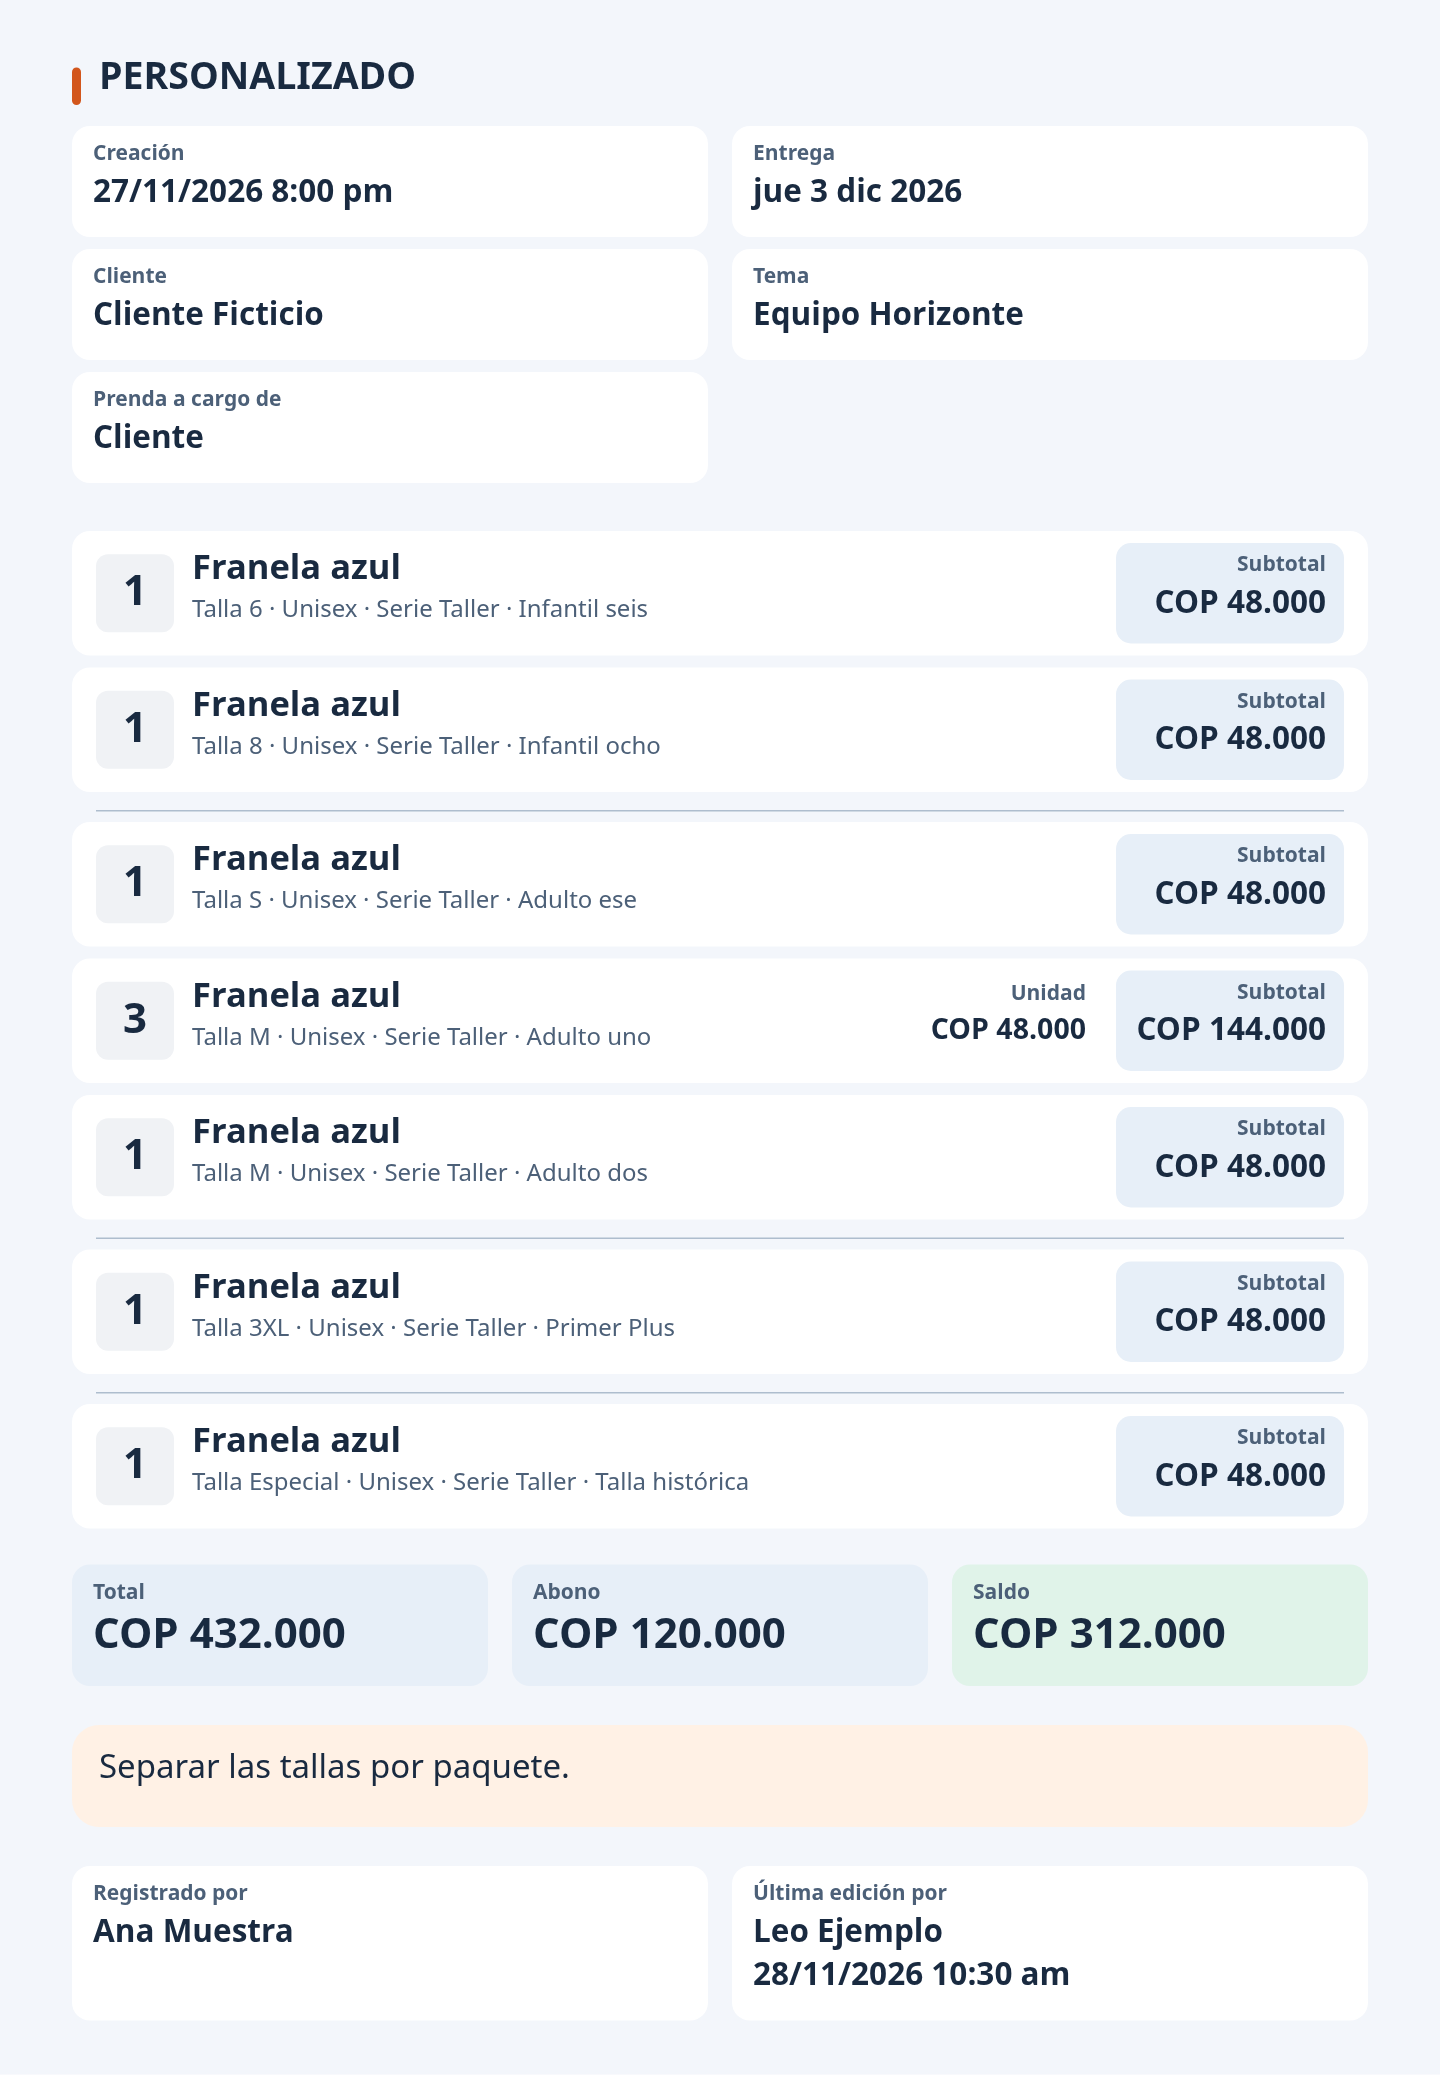 PERSONALIZADO
Creación
27/11/2026 8:00 pm
Entrega
jue 3 dic 2026
Cliente
Cliente Ficticio
Tema
Equipo Horizonte
Prenda a cargo de
Cliente
1
Franela azul
Talla 6 · Unisex · Serie Taller · Infantil seis
Subtotal
COP 48.000
1
Franela azul
Talla 8 · Unisex · Serie Taller · Infantil ocho
Subtotal
COP 48.000
1
Franela azul
Talla S · Unisex · Serie Taller · Adulto ese
Subtotal
COP 48.000
3
Franela azul
Talla M · Unisex · Serie Taller · Adulto uno
Unidad
COP 48.000
Subtotal
COP 144.000
1
Franela azul
Talla M · Unisex · Serie Taller · Adulto dos
Subtotal
COP 48.000
1
Franela azul
Talla 3XL · Unisex · Serie Taller · Primer Plus
Subtotal
COP 48.000
1
Franela azul
Talla Especial · Unisex · Serie Taller · Talla histórica
Subtotal
COP 48.000
Total
COP 432.000
Abono
COP 120.000
Saldo
COP 312.000
Separar las tallas por paquete.
Registrado por
Ana Muestra
Última edición por
Leo Ejemplo
28/11/2026 10:30 am